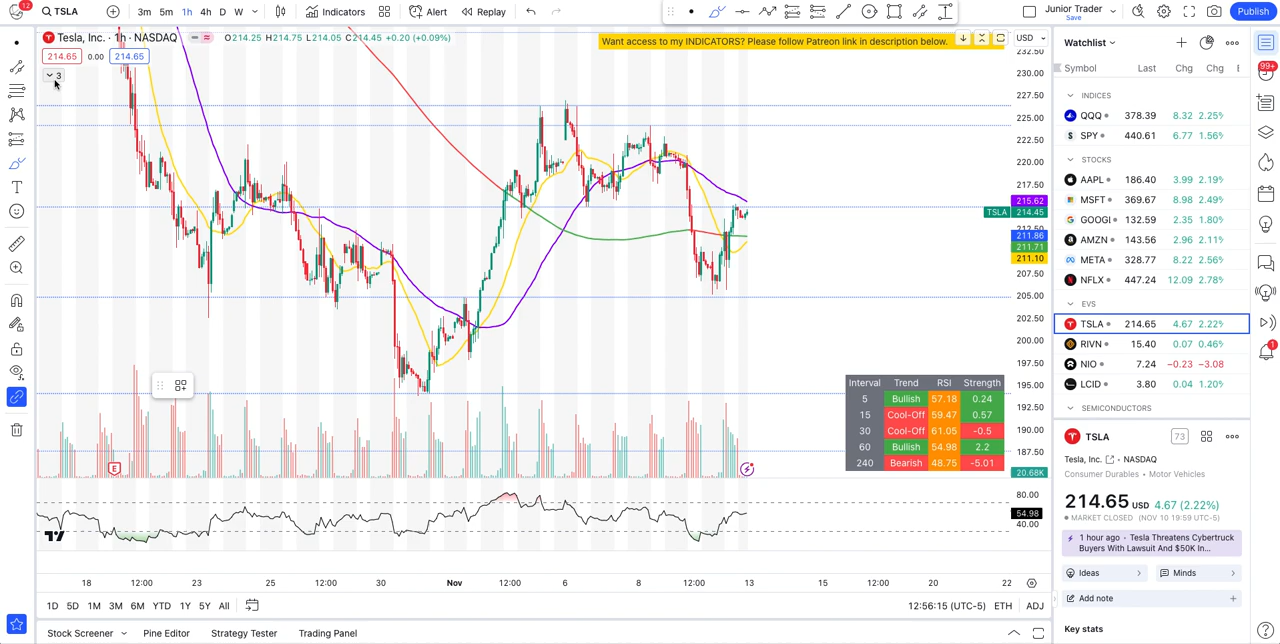 12 TSLA 3m 5m 1h 4h D W Indicators Alert Replay Junior Trader Save Publish
Tesla, Inc. · 1h · NASDAQ O214.25 H214.75 L214.05 C214.45 +0.20 (+0.09%)
Want access to my INDICATORS? Please follow Patreon link in description below.
USD
214.65 0.00 214.65
3
232.50
230.00
227.50
225.00
222.50
220.00
217.50
215.62
TSLA 214.45
212.50
211.86
211.71
211.10
207.50
205.00
202.50
200.00
197.50
195.00
192.50
190.00
187.50
20.68K
80.00
54.98
40.00
Interval Trend RSI Strength
5 Bullish 57.18 0.24
15 Cool-Off 59.47 0.57
30 Cool-Off 61.05 -0.5
60 Bullish 54.98 2.2
240 Bearish 48.75 -5.01
E
18 12:00 23 25 12:00 Nov 12:00 6 8 12:00 13 15 12:00 20 22
1D 5D 1M 3M 6M YTD 1Y 5Y All 12:56:15 (UTC-5) ETH ADJ
Stock Screener Pine Editor Strategy Tester Trading Panel
Watchlist
Symbol Last Chg Chg
INDICES
QQQ 378.39 8.32 2.25%
SPY 440.61 6.77 1.56%
STOCKS
AAPL 186.40 3.99 2.19%
MSFT 369.67 8.98 2.49%
GOOGL 132.59 2.35 1.80%
AMZN 143.56 2.96 2.11%
META 328.77 8.22 2.56%
NFLX 447.24 12.09 2.78%
EVS
TSLA 214.65 4.67 2.22%
RIVN 15.40 0.07 0.46%
NIO 7.24 −0.23 −3.08
LCID 3.80 0.04 1.20%
SEMICONDUCTORS
TSLA 73
Tesla, Inc. · NASDAQ
Consumer Durables · Motor Vehicles
214.65 USD 4.67 (2.22%)
MARKET CLOSED (NOV 10 19:59 UTC-5)
1 hour ago · Tesla Threatens Cybertruck
Buyers With Lawsuit And $50K In...
Ideas Minds
Add note
Key stats
99+
1